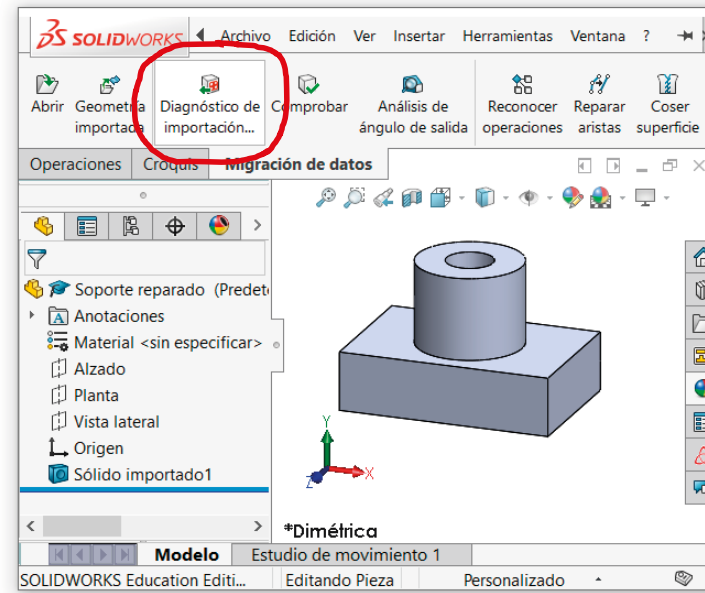 SOLIDWORKS Archivo Edición Ver Insertar Herramientas Ventana ?
Abrir Geometría importada Diagnóstico de importación... Comprobar Análisis de ángulo de salida Reconocer operaciones Reparar aristas Coser superficie
Operaciones Croquis Migración de datos
Soporte reparado (Predet
Anotaciones
Material <sin especificar>
Alzado
Planta
Vista lateral
Origen
Sólido importado1
Y
X
Z
*Dimétrica
Modelo Estudio de movimiento 1
SOLIDWORKS Education Editi... Editando Pieza Personalizado